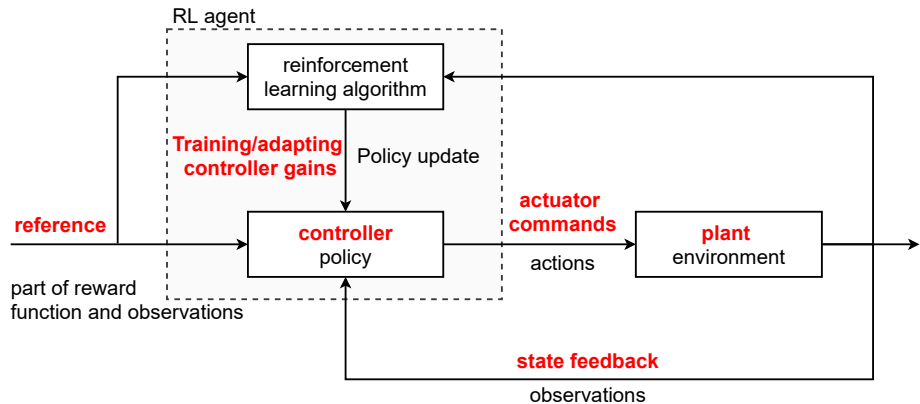 RL agent
reinforcement
learning algorithm
Training/adapting
controller gains
Policy update
reference
part of reward
function and observations
controller
policy
actuator
commands
actions
plant
environment
state feedback
observations